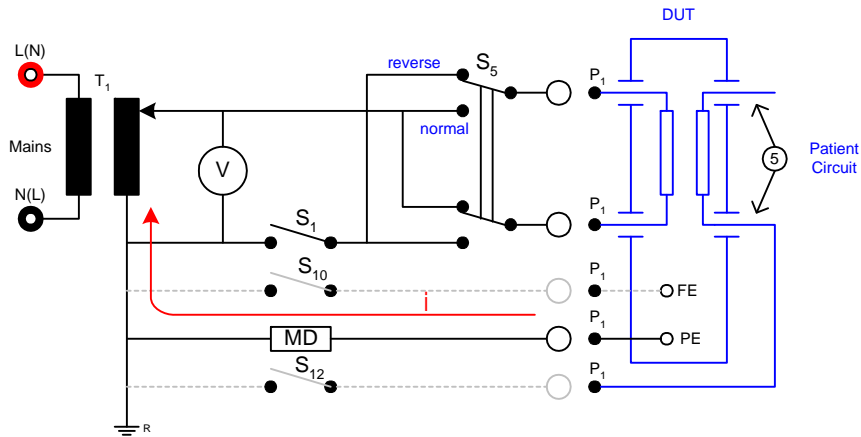 DUT
L(N)
T1
reverse
S5
P1
normal
Mains
V
5
Patient
Circuit
N(L)
S1
P1
S10
P1
i
FE
P1
MD
PE
S12
P1
R